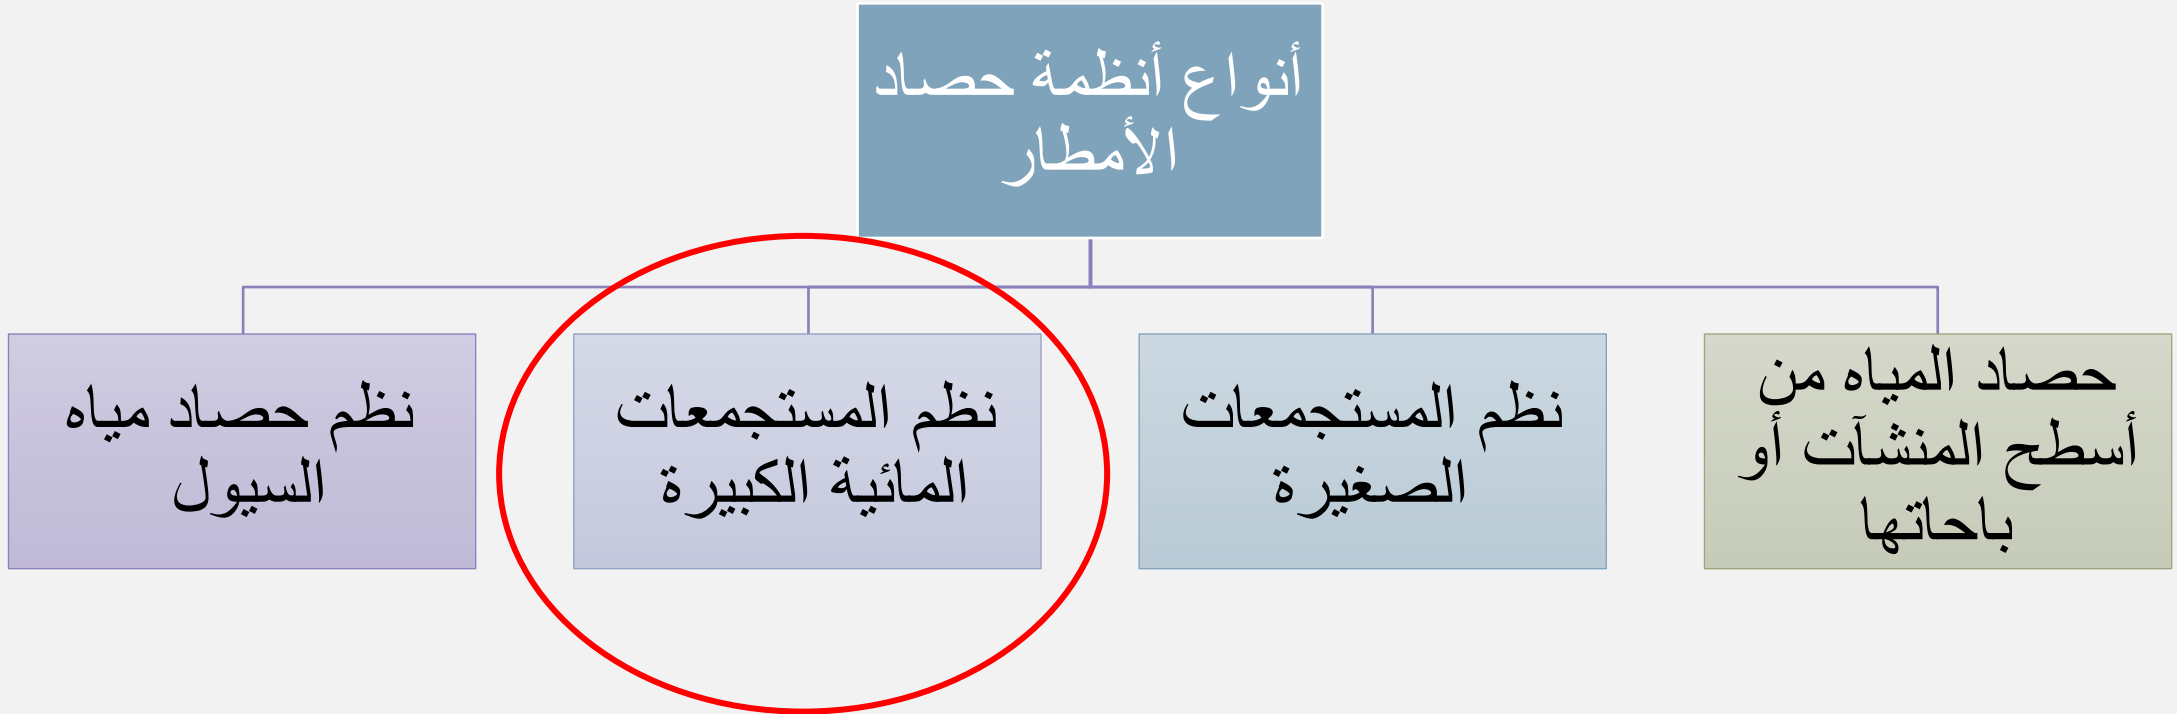 أنواع أنظمة حصاد
الأمطار
حصاد المياه من
أسطح المنشآت أو
باحاتها
نظم المستجمعات
الصغيرة
نظم المستجمعات
المائية الكبيرة
نظم حصاد مياه
السيول